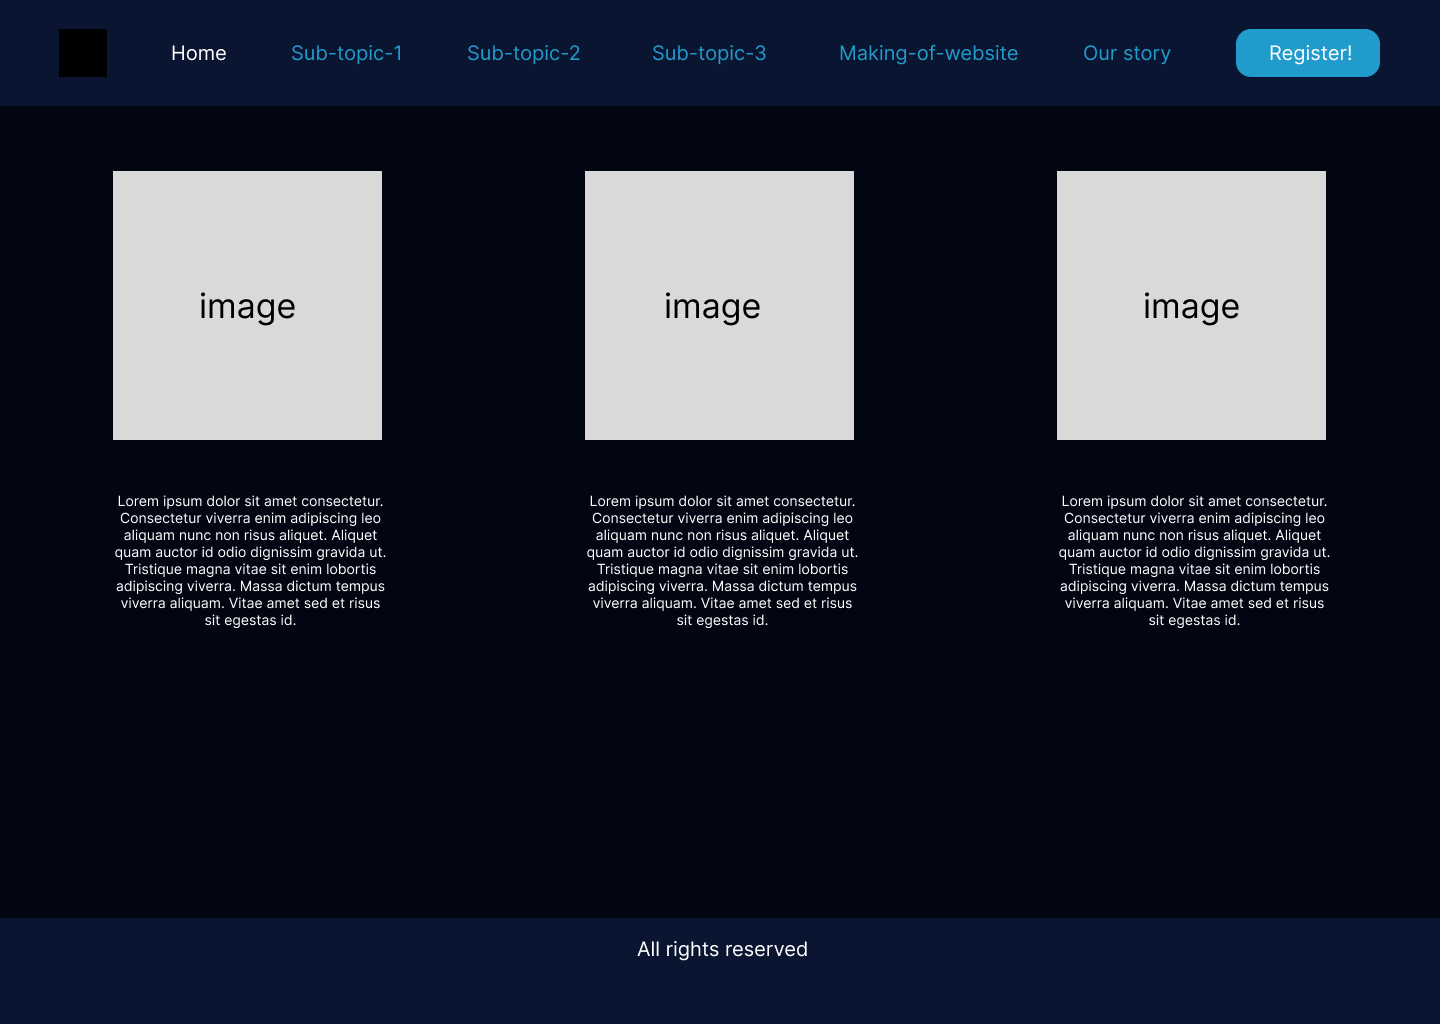 Home
Sub-topic-1
Sub-topic-2
Sub-topic-3
Making-of-website
Our story
Register!
image
image
image
Lorem ipsum dolor sit amet consectetur.
Consectetur viverra enim adipiscing leo
aliquam nunc non risus aliquet. Aliquet
quam auctor id odio dignissim gravida ut.
Tristique magna vitae sit enim lobortis
adipiscing viverra. Massa dictum tempus
viverra aliquam. Vitae amet sed et risus
sit egestas id.
Lorem ipsum dolor sit amet consectetur.
Consectetur viverra enim adipiscing leo
aliquam nunc non risus aliquet. Aliquet
quam auctor id odio dignissim gravida ut.
Tristique magna vitae sit enim lobortis
adipiscing viverra. Massa dictum tempus
viverra aliquam. Vitae amet sed et risus
sit egestas id.
Lorem ipsum dolor sit amet consectetur.
Consectetur viverra enim adipiscing leo
aliquam nunc non risus aliquet. Aliquet
quam auctor id odio dignissim gravida ut.
Tristique magna vitae sit enim lobortis
adipiscing viverra. Massa dictum tempus
viverra aliquam. Vitae amet sed et risus
sit egestas id.
All rights reserved